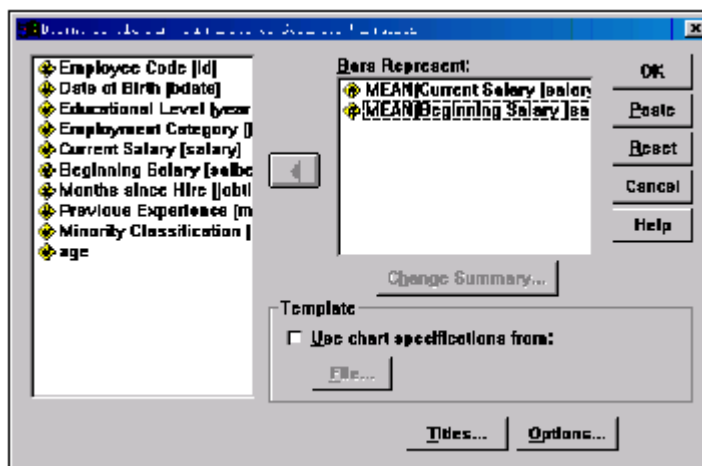 Employee Code [id]
Date of Birth [bdate]
Educational Level [year
Employment Category [j
Current Salary [salary]
Beginning Salary [salbe
Months since Hire [jobti
Previous Experience [m
Minority Classification [
age
Bars Represent:
MEAN[Current Salary [salary
MEAN[Beginning Salary [sa
OK
Paste
Reset
Cancel
Help
Change Summary...
Template
Use chart specifications from:
File...
Titles...
Options...